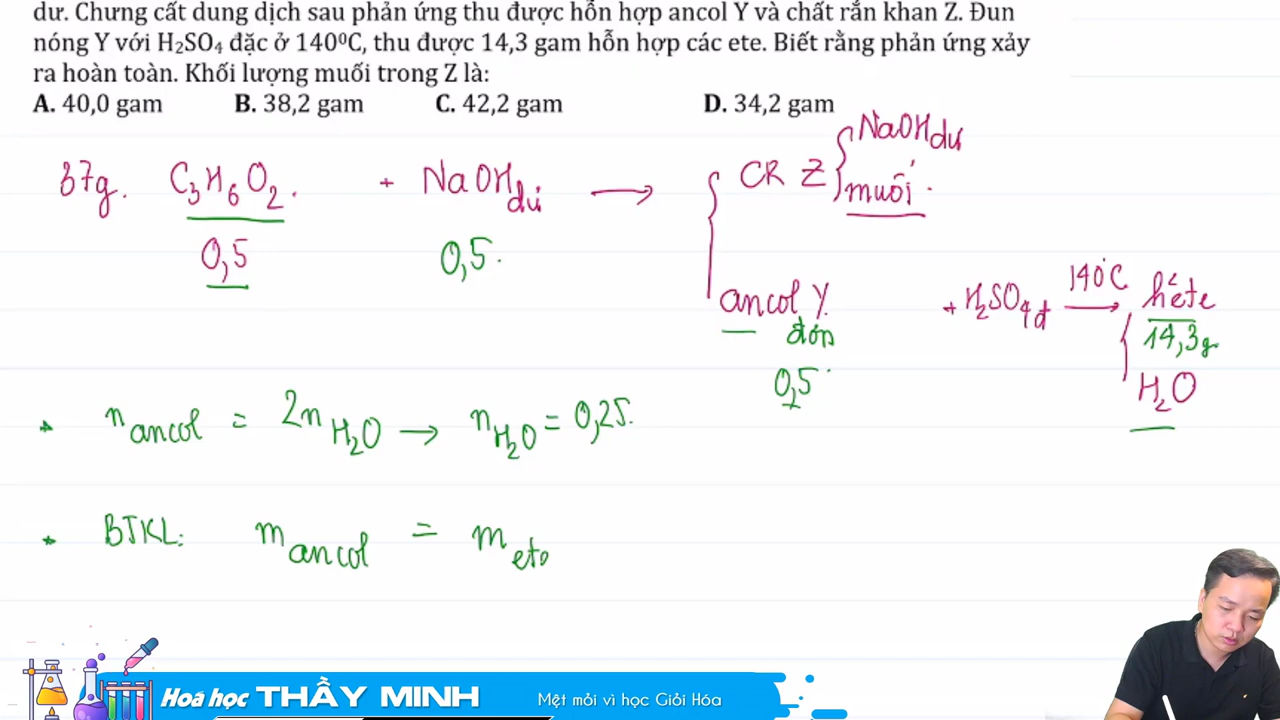 dư. Chưng cất dung dịch sau phản ứng thu được hỗn hợp ancol Y và chất rắn khan Z. Đun
nóng Y với H₂SO₄ đặc ở 140⁰C, thu được 14,3 gam hỗn hợp các ete. Biết rằng phản ứng xảy
ra hoàn toàn. Khối lượng muối trong Z là:
A. 40,0 gam B. 38,2 gam C. 42,2 gam D. 34,2 gam
37g. C₃H₆O₂. + NaOH dư → CR Z { NaOH dư
muối.
0,5 0,5.
ancol Y. + H₂SO₄ đ 140°C → h² ete
đơn 14,3g.
0,5 H₂O
* n ancol = 2n H₂O → n H₂O = 0,25.
* BTKL: m ancol = m ete
Hoá học THẦY MINH Mệt mỏi vì học Giỏi Hóa